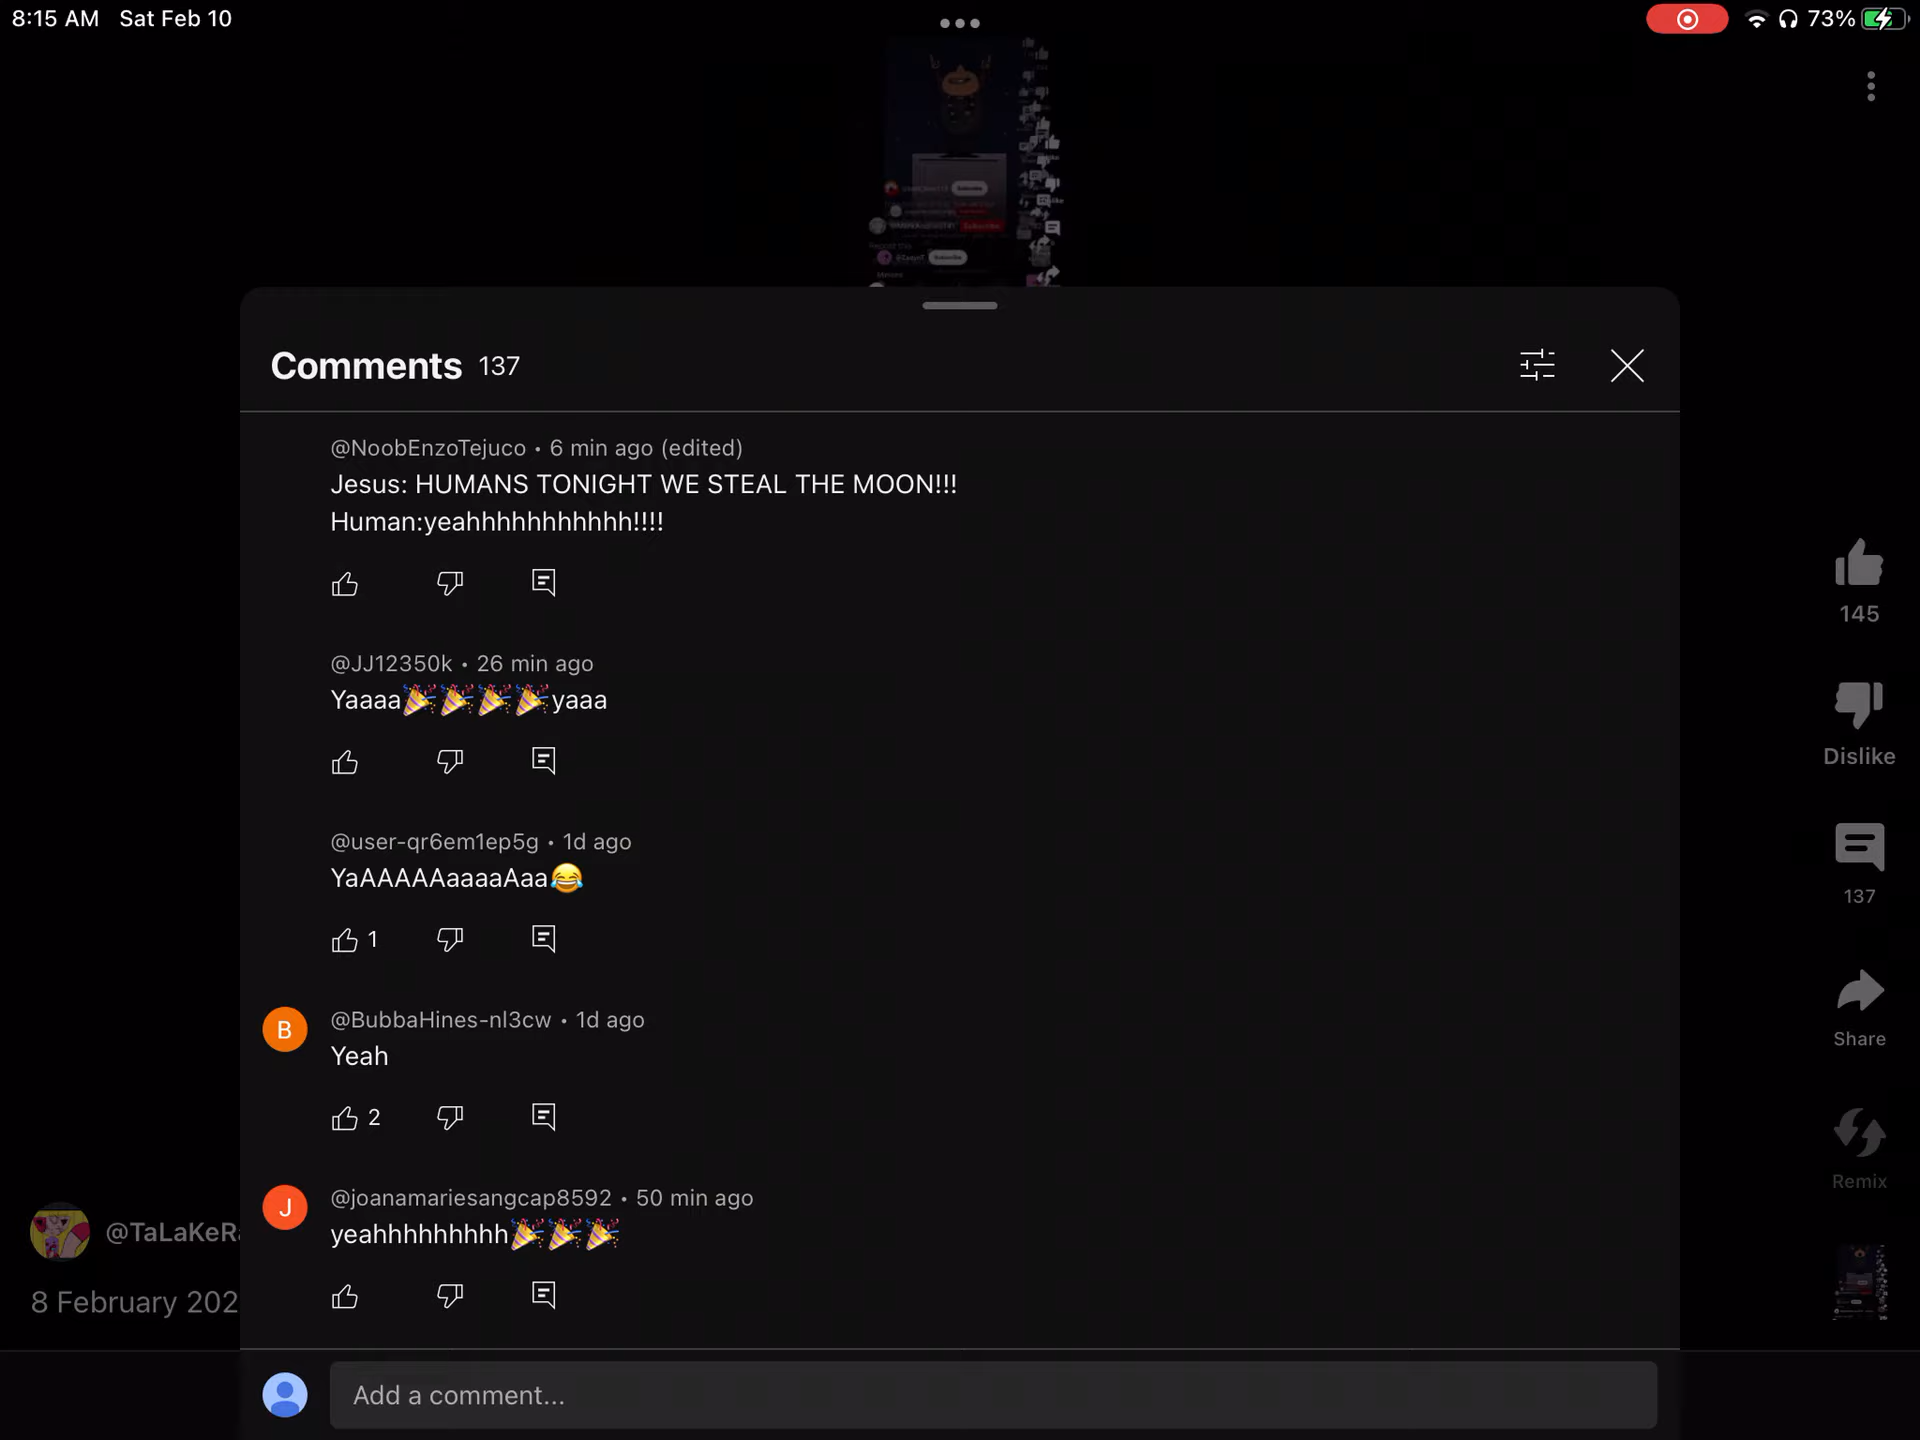 8:15 AM Sat Feb 10
73%
Comments 137
@NoobEnzoTejuco • 6 min ago (edited)
Jesus: HUMANS TONIGHT WE STEAL THE MOON!!!
Human:yeahhhhhhhhhhh!!!!
@JJ12350k • 26 min ago
Yaaaa🎉🎉🎉🎉yaaa
@user-qr6em1ep5g • 1d ago
YaAAAAAaaaaAaa😂
1
@BubbaHines-nl3cw • 1d ago
Yeah
2
@joanamariesangcap8592 • 50 min ago
yeahhhhhhhhh🎉🎉🎉
Add a comment...
145
Dislike
137
Share
Remix
@TaLaKeRa
8 February 202